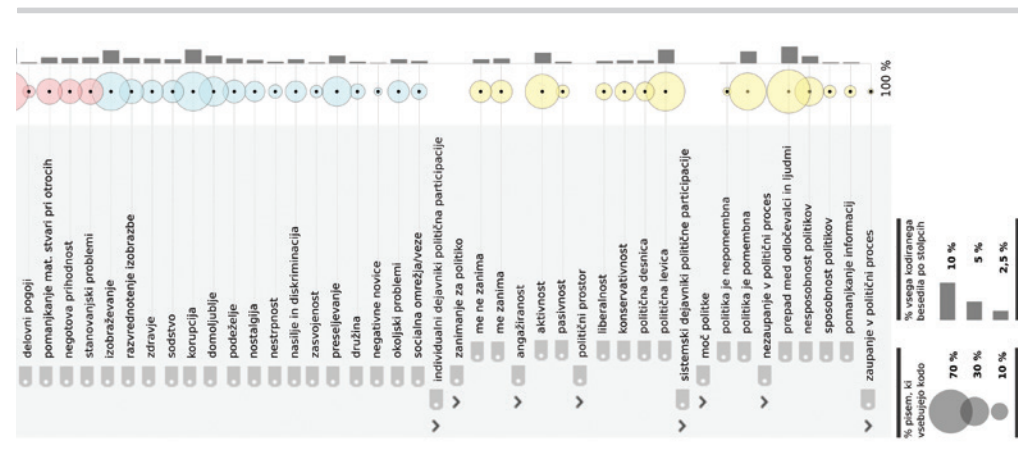 delovni pogoji
pomanjkanje mat. stvari pri otrocih
negotova prihodnost
stanovanjski problemi
izobraževanje
razvrednotenje izobrazbe
zdravje
sodstvo
korupcija
domoljublje
podeželje
nostalgija
nestrpnost
nasilje in diskriminacija
zasvojenost
preseljevanje
družina
negativne novice
okoljski problemi
socialna omrežja/veze
individualni dejavniki politična participacije
zanimanje za politiko
me ne zanima
me zanima
angažiranost
aktivnost
pasivnost
politični prostor
liberalnost
konservativnost
politična desnica
politična levica
sistemski dejavniki politične participacije
moč politke
politka je nepomembna
politika je pomembna
nezaupanje v politični proces
prepad med odločevalci in ljudmi
nesposobnost politikov
sposobnost politikov
pomanjkanje informacij
zaupanje v politični proces
100 %
% pisem, ki
vsebujejo kodo
70 %
30 %
10 %
% vsega kodiranega
besedila po stolpcih
10 %
5 %
2,5 %